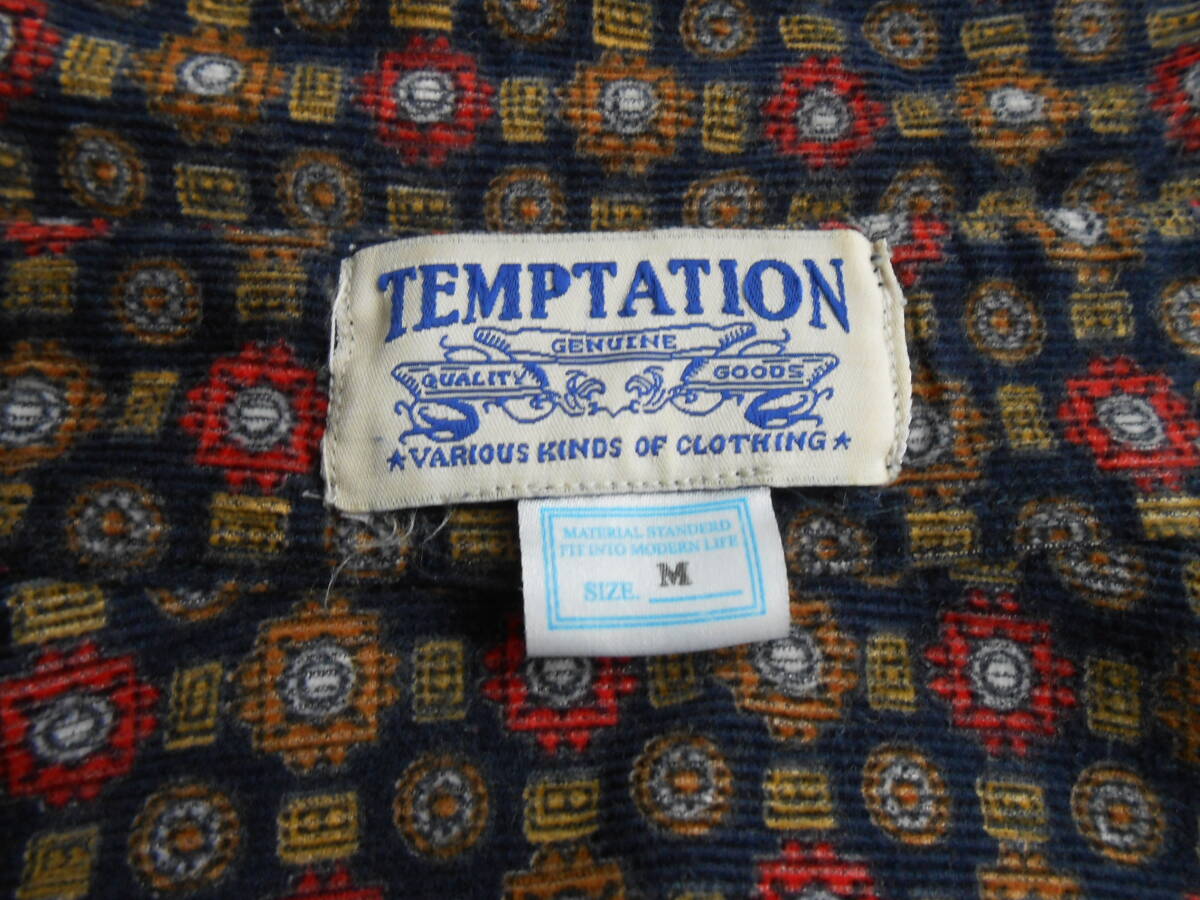 TEMPTATION
GENUINE
QUALITY GOODS
★VARIOUS KINDS OF CLOTHING★
MATERIAL STANDERD
FIT INTO MODERN LIFE
SIZE. M